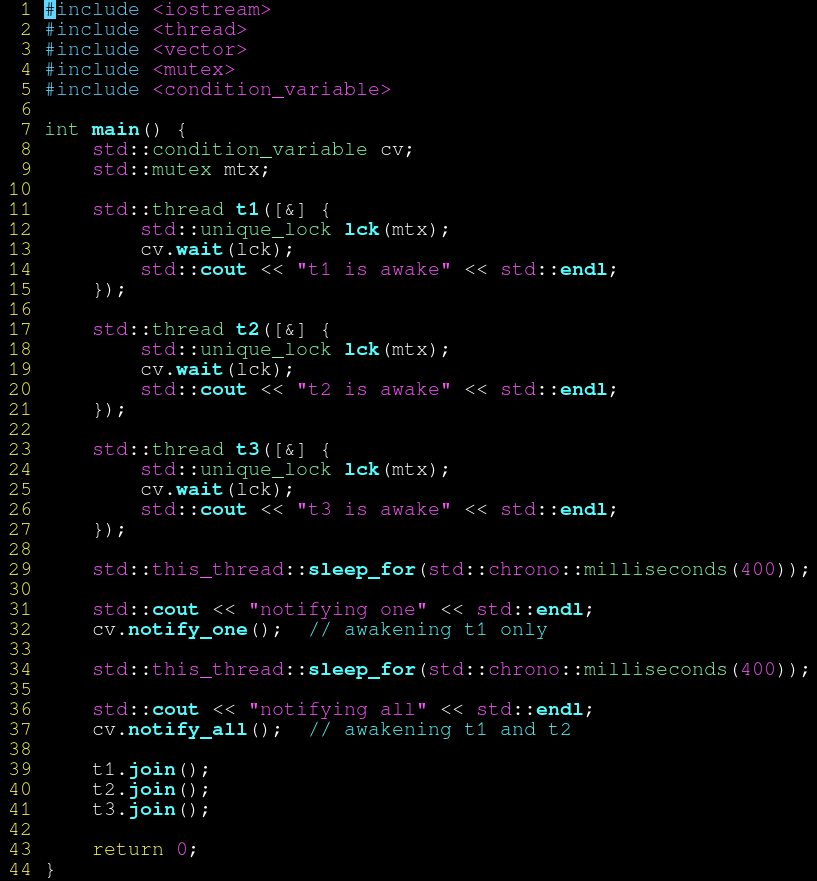 1 #include <iostream>
2 #include <thread>
3 #include <vector>
4 #include <mutex>
5 #include <condition_variable>
6
7 int main() {
8     std::condition_variable cv;
9     std::mutex mtx;
10
11     std::thread t1([&] {
12         std::unique_lock lck(mtx);
13         cv.wait(lck);
14         std::cout << "t1 is awake" << std::endl;
15     });
16
17     std::thread t2([&] {
18         std::unique_lock lck(mtx);
19         cv.wait(lck);
20         std::cout << "t2 is awake" << std::endl;
21     });
22
23     std::thread t3([&] {
24         std::unique_lock lck(mtx);
25         cv.wait(lck);
26         std::cout << "t3 is awake" << std::endl;
27     });
28
29     std::this_thread::sleep_for(std::chrono::milliseconds(400));
30
31     std::cout << "notifying one" << std::endl;
32     cv.notify_one();  // awakening t1 only
33
34     std::this_thread::sleep_for(std::chrono::milliseconds(400));
35
36     std::cout << "notifying all" << std::endl;
37     cv.notify_all();  // awakening t1 and t2
38
39     t1.join();
40     t2.join();
41     t3.join();
42
43     return 0;
44 }